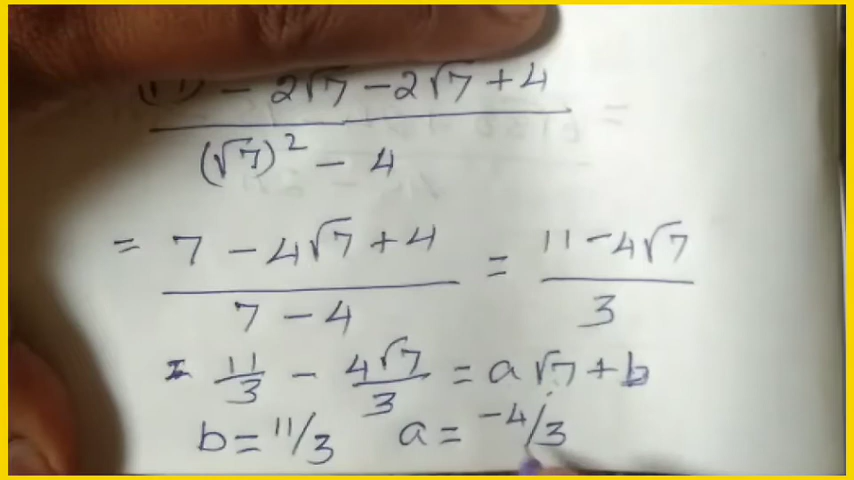 - 2√7 - 2√7 + 4
(√7)² - 4
= 7 - 4√7 + 4 / 7 - 4 = 11 - 4√7 / 3
= 11/3 - 4√7/3 = a√7 + b
b = 11/3 a = -4/3